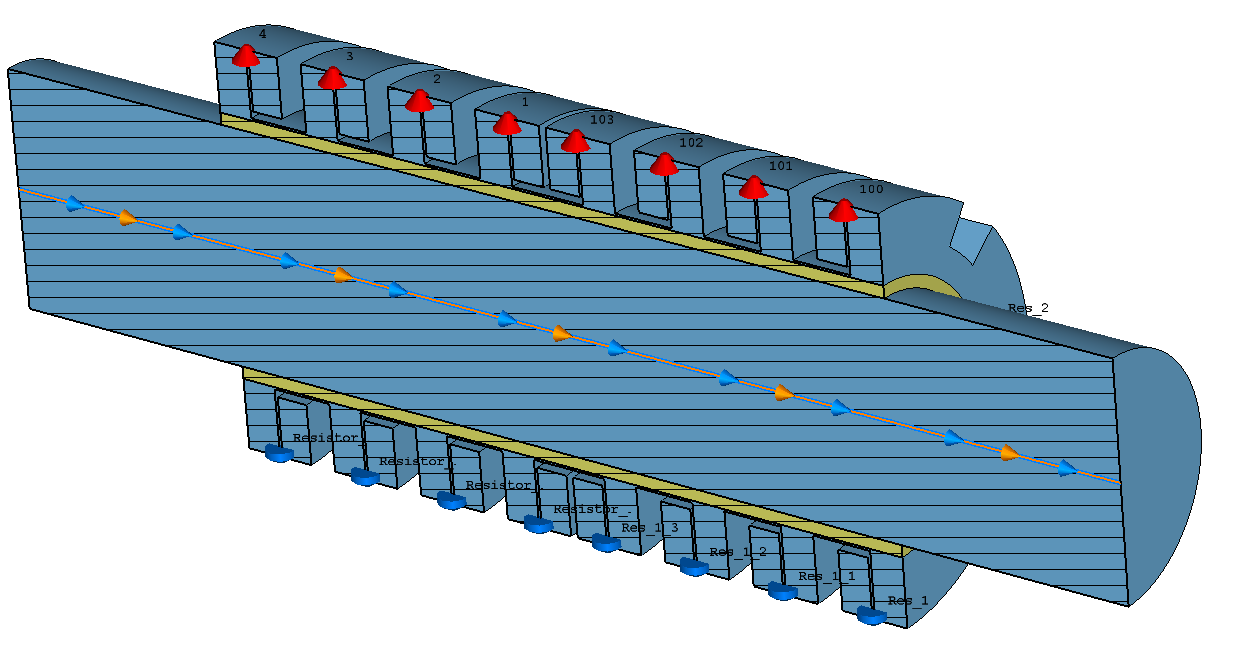 4
3
2
1
103
102
101
100
Res_2
Resistor_
Resistor_.
Resistor_.
Resistor_.
Res_1_3
Res_1_2
Res_1_1
Res_1